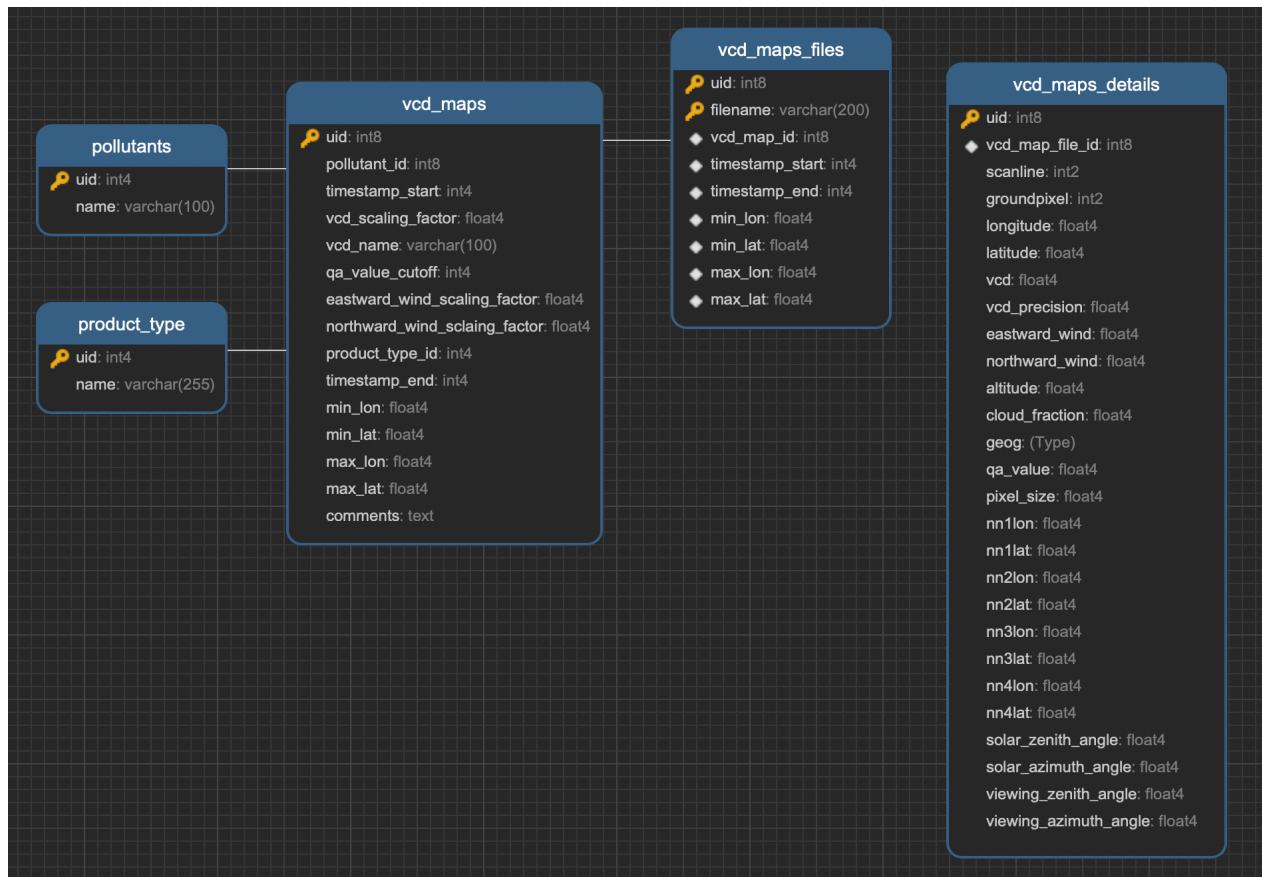 pollutants
uid: int4
name: varchar(100)
product_type
uid: int4
name: varchar(255)
vcd_maps
uid: int8
pollutant_id: int8
timestamp_start: int4
vcd_scaling_factor: float4
vcd_name: varchar(100)
qa_value_cutoff: int4
eastward_wind_scaling_factor: float4
northward_wind_sclaing_factor: float4
product_type_id: int4
timestamp_end: int4
min_lon: float4
min_lat: float4
max_lon: float4
max_lat: float4
comments: text
vcd_maps_files
uid: int8
filename: varchar(200)
vcd_map_id: int8
timestamp_start: int4
timestamp_end: int4
min_lon: float4
min_lat: float4
max_lon: float4
max_lat: float4
vcd_maps_details
uid: int8
vcd_map_file_id: int8
scanline: int2
groundpixel: int2
longitude: float4
latitude: float4
vcd: float4
vcd_precision: float4
eastward_wind: float4
northward_wind: float4
altitude: float4
cloud_fraction: float4
geog: (Type)
qa_value: float4
pixel_size: float4
nn1lon: float4
nn1lat: float4
nn2lon: float4
nn2lat: float4
nn3lon: float4
nn3lat: float4
nn4lon: float4
nn4lat: float4
solar_zenith_angle: float4
solar_azimuth_angle: float4
viewing_zenith_angle: float4
viewing_azimuth_angle: float4